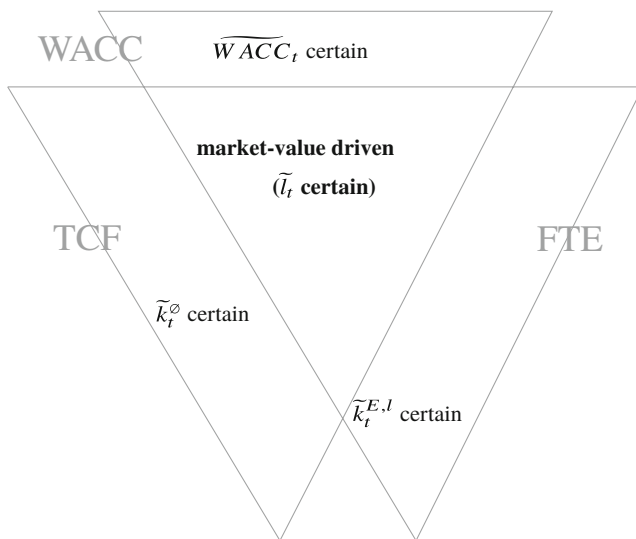 WACC
$\widetilde{WACC}_t$ certain
market-value driven
($\widetilde{l}_t$ certain)
TCF
FTE
$\widetilde{k}_t^{\varnothing}$ certain
$\widetilde{k}_t^{E,l}$ certain